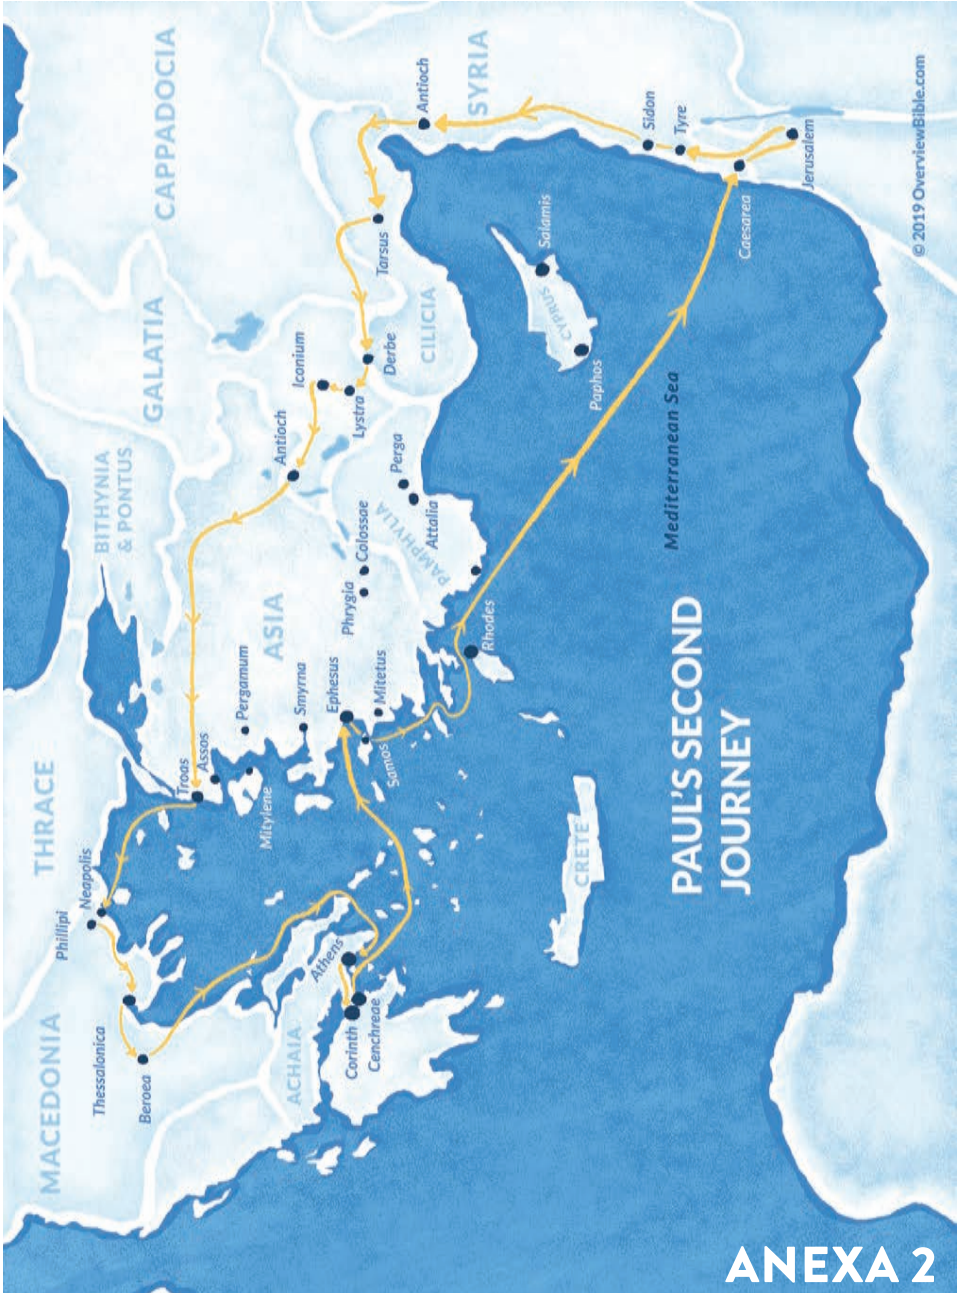 MACEDONIA
THRACE
BITHYNIA
& PONTUS
GALATIA
CAPPADOCIA
Phillipi
Neapolis
Thessalonica
Beroea
Troas
Assos
Pergamum
Mitylene
Smyrna
ASIA
Antioch
Iconium
Lystra
Derbe
Tarsus
CILICIA
Antioch
SYRIA
ACHAIA
Athens
Corinth
Cenchreae
Ephesus
Samos
Mitetus
Phrygia
Colossae
PAMPHYLIA
Perga
Attalia
Rhodes
CRETE
CYPRUS
Salamis
Paphos
Sidon
Tyre
Caesarea
Jerusalem
Mediterranean Sea
PAUL'S SECOND
JOURNEY
© 2019 OverviewBible.com
ANEXA 2